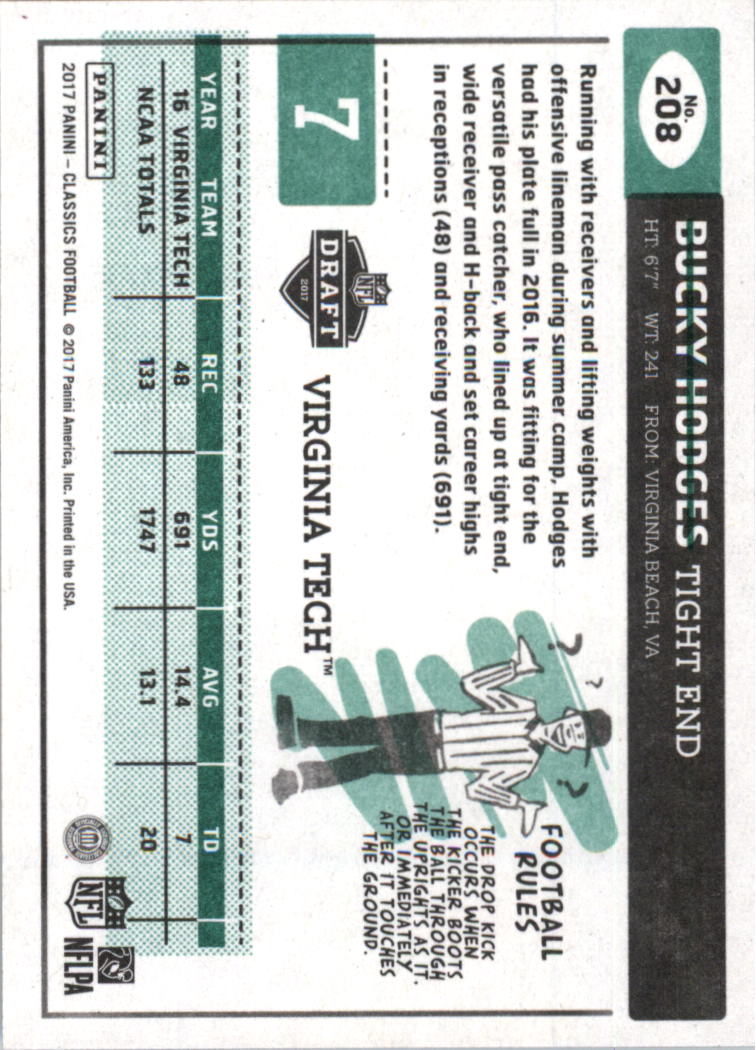 No.
208
BUCKY HODGES TIGHT END
HT: 6'7" WT: 241 FROM: VIRGINIA BEACH, VA
Running with receivers and lifting weights with
offensive lineman during summer camp, Hodges
had his plate full in 2016. It was fitting for the
versatile pass catcher, who lined up at tight end,
wide receiver and H-back and set career highs
in receptions (48) and receiving yards (691).
? ? ?
FOOTBALL
RULES
THE DROP KICK
OCCURS WHEN
THE KICKER BOOTS
THE BALL THROUGH
THE UPRIGHTS AS IT,
OR IMMEDIATELY
AFTER IT TOUCHES
THE GROUND.
7
NFL
DRAFT
2017
VIRGINIA TECH™
YEAR TEAM REC YDS AVG TD
16 VIRGINIA TECH 48 691 14.4 7
NCAA TOTALS 133 1747 13.1 20
PANINI
2017 PANINI – CLASSICS FOOTBALL © 2017 Panini America, Inc. Printed in the USA.
NFL
NFLPA